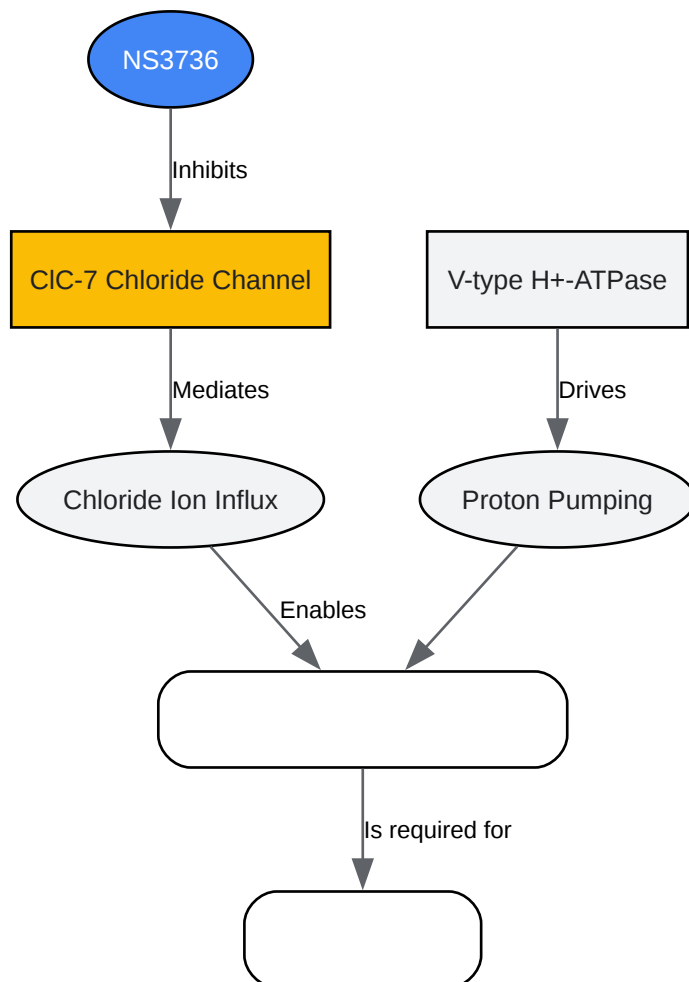 NS3736
Inhibits
ClC-7 Chloride Channel
V-type H+-ATPase
Mediates
Drives
Chloride Ion Influx
Proton Pumping
Enables
Is required for